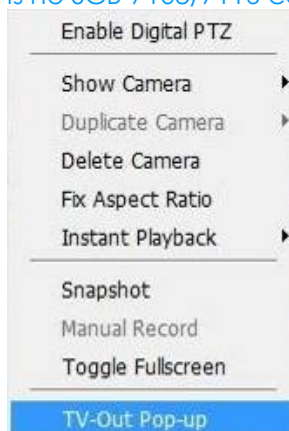 Enable Digital PTZ
Show Camera
Duplicate Camera
Delete Camera
Fix Aspect Ratio
Instant Playback
Snapshot
Manual Record
Toggle Fullscreen
TV-Out Pop-up